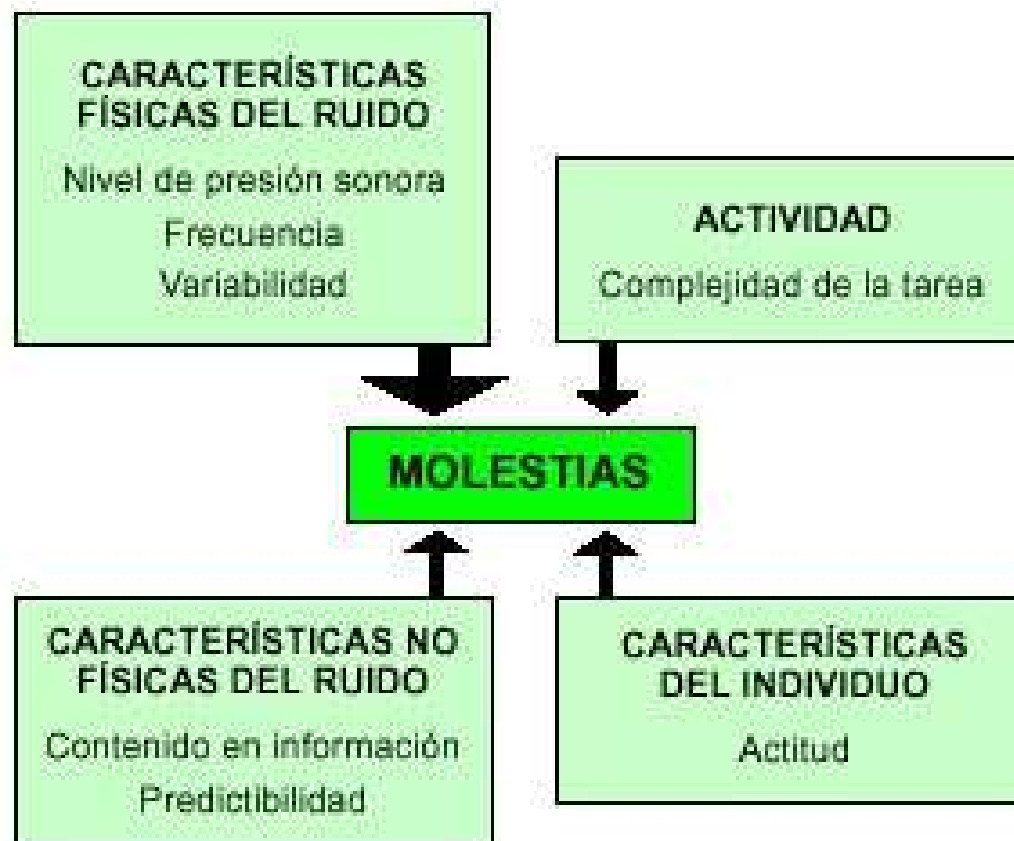 CARACTERÍSTICAS
FÍSICAS DEL RUIDO
Nivel de presión sonora
Frecuencia
Variabilidad
ACTIVIDAD
Complejidad de la tarea
MOLESTIAS
CARACTERÍSTICAS NO
FÍSICAS DEL RUIDO
Contenido en información
Predictibilidad
CARACTERÍSTICAS
DEL INDIVIDUO
Actitud